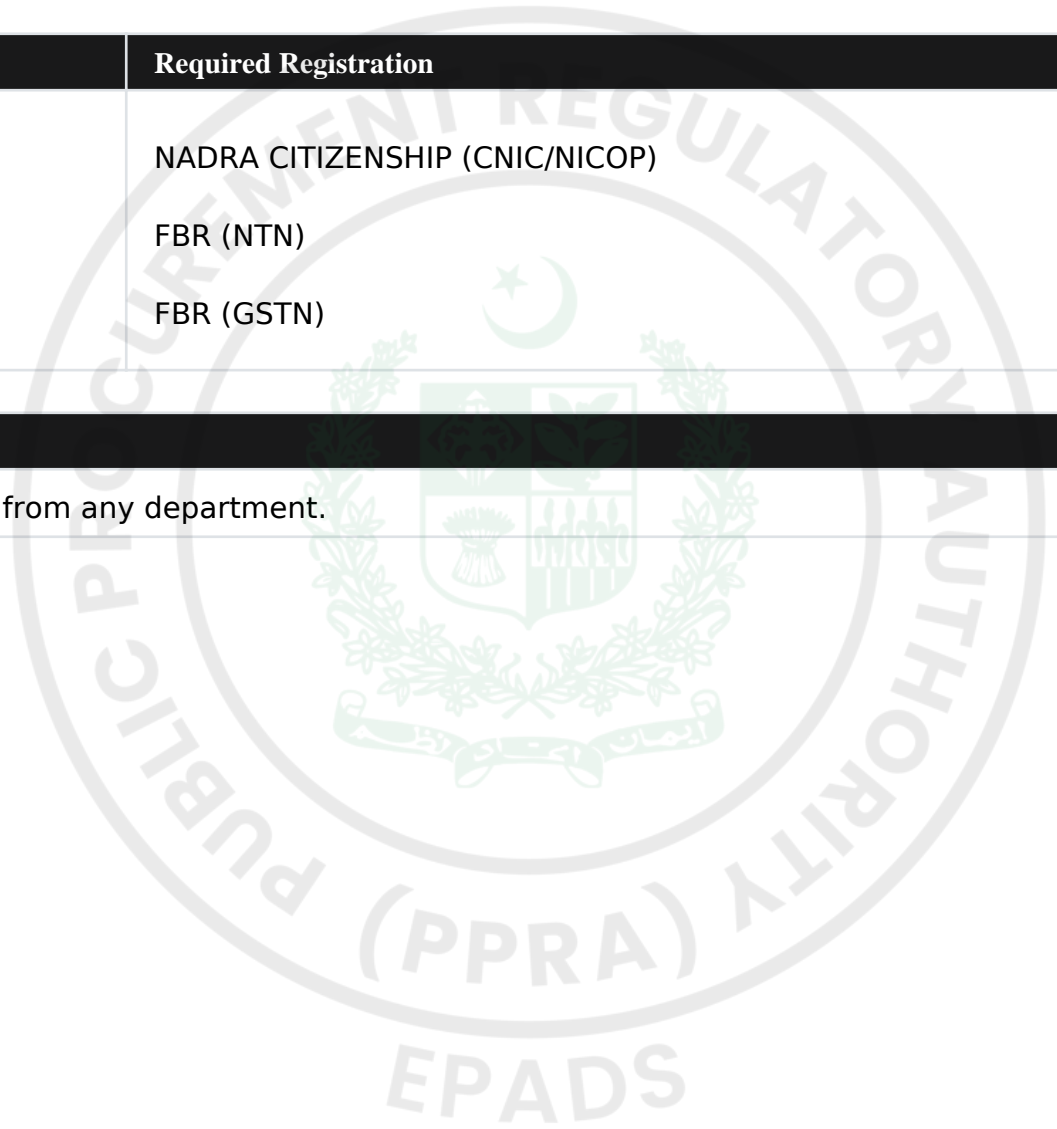 Required Registration
NADRA CITIZENSHIP (CNIC/NICOP)
FBR (NTN)
FBR (GSTN)
from any department.
PUBLIC PROCUREMENT REGULATORY AUTHORITY
(PPRA)
EPADS